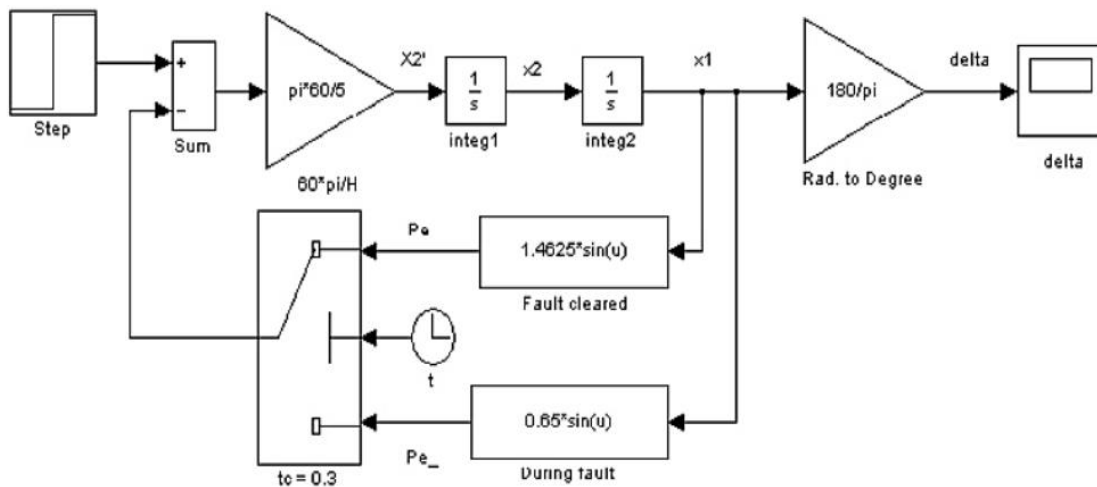 Step
+
−
Sum
pi*60/5
60*pi/H
X2'
1
s
integ1
x2
1
s
integ2
x1
180/pi
Rad. to Degree
delta
delta
Pe
1.4625*sin(u)
Fault cleared
t
0.65*sin(u)
During fault
Pe_
tc = 0.3